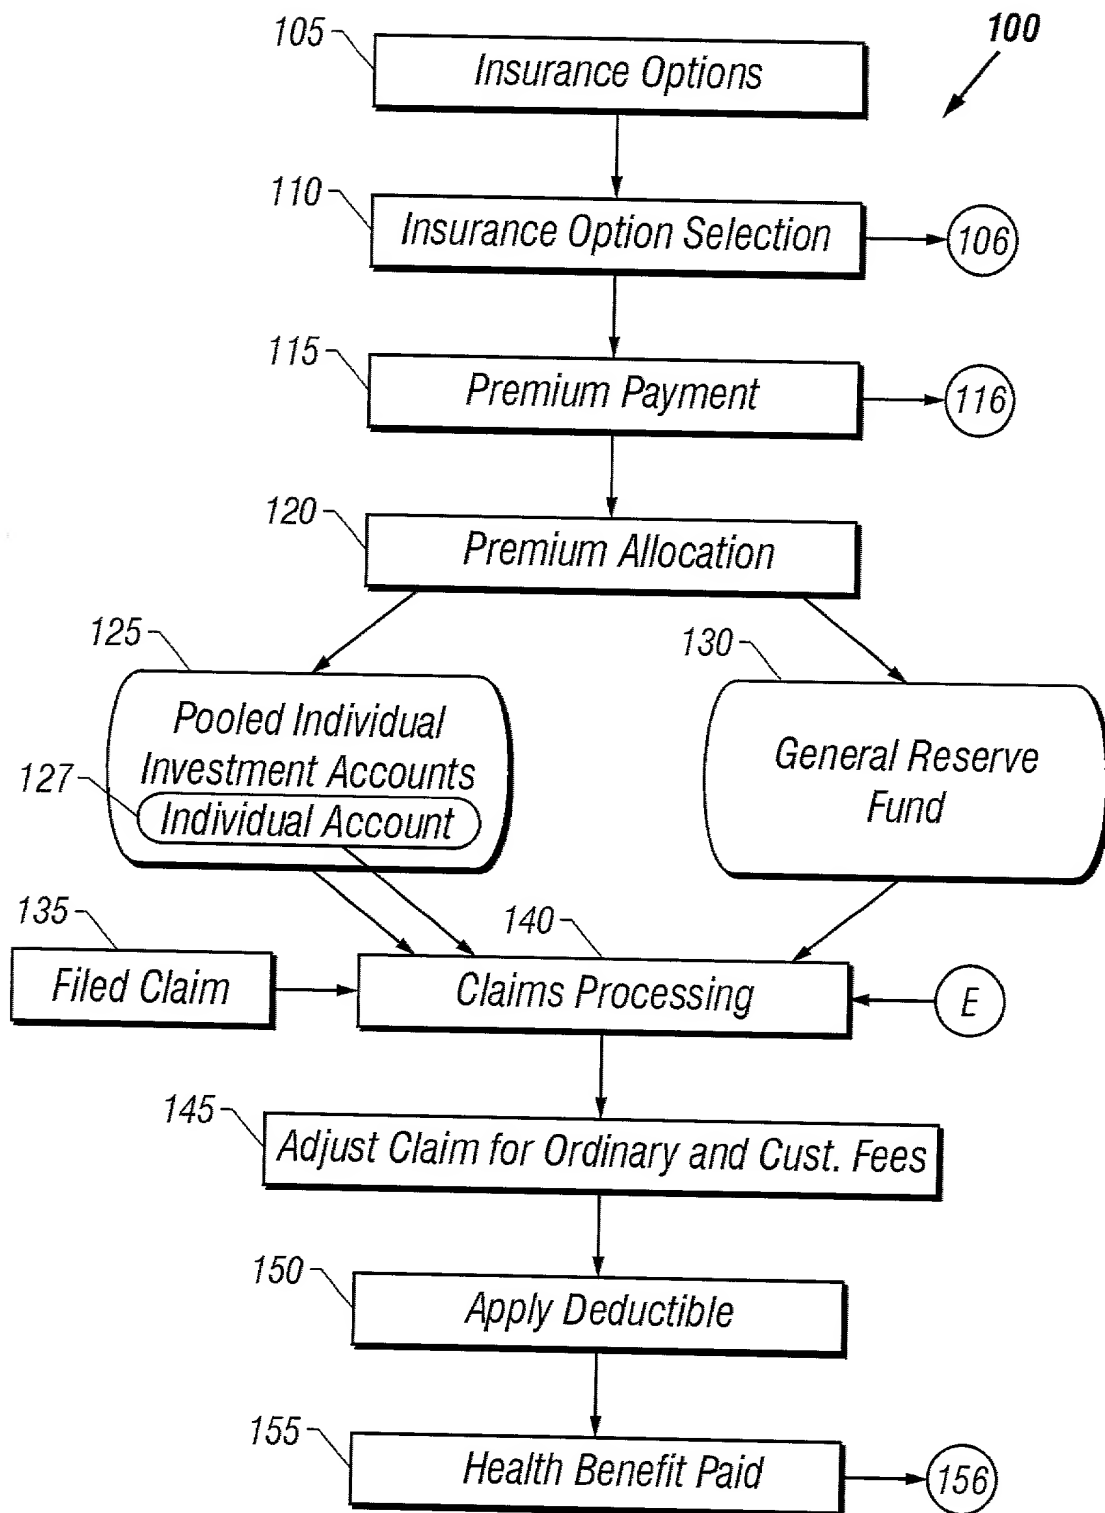 100
105
Insurance Options
110
Insurance Option Selection
106
115
Premium Payment
116
120
Premium Allocation
125
Pooled Individual
Investment Accounts
127
Individual Account
130
General Reserve
Fund
135
Filed Claim
140
Claims Processing
E
145
Adjust Claim for Ordinary and Cust. Fees
150
Apply Deductible
155
Health Benefit Paid
156